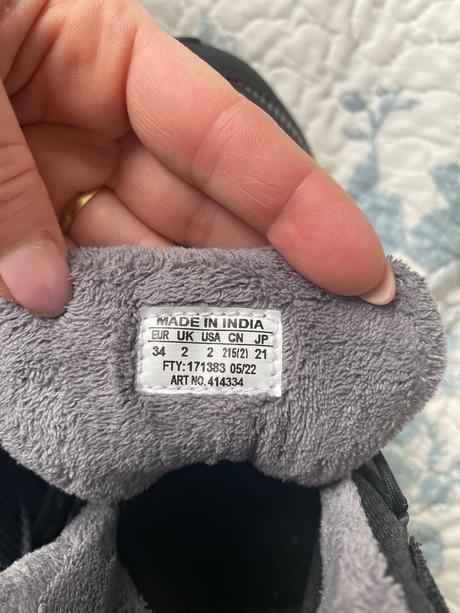 MADE IN INDIA
EUR UK USA CN JP
34 2 2 215(2) 21
FTY:171383 05/22
ART NO. 414334